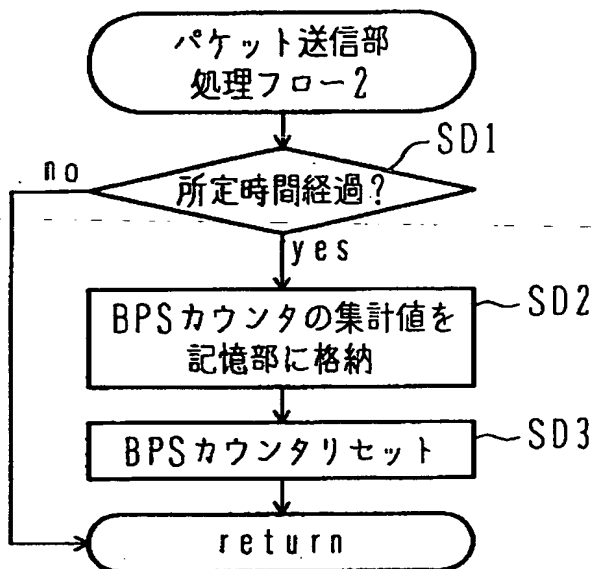 パケット送信部
処理フロー2
SD1
no
所定時間経過?
yes
BPSカウンタの集計値を
記憶部に格納
SD2
BPSカウンタリセット
SD3
return